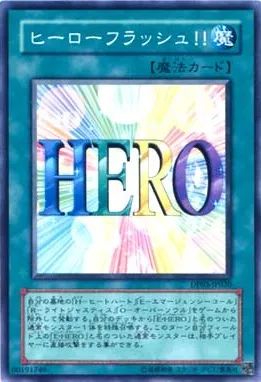 ヒーローフラッシュ!! 魔
【魔法カード】
HERO
DP03-JP020
自分の墓地の「H-ヒートハート」「E-エマージェンシーコール」
「R-ライトジャスティス」「O-オーバーソウル」をゲームから
除外して発動する。自分のデッキから「E・HERO」と名のついた
通常モンスター1体を特殊召喚する。このターン自分フィール
ド上の「E・HERO」と名のついた通常モンスターは、相手プレイ
ヤーに直接攻撃をする事ができる。
00191749